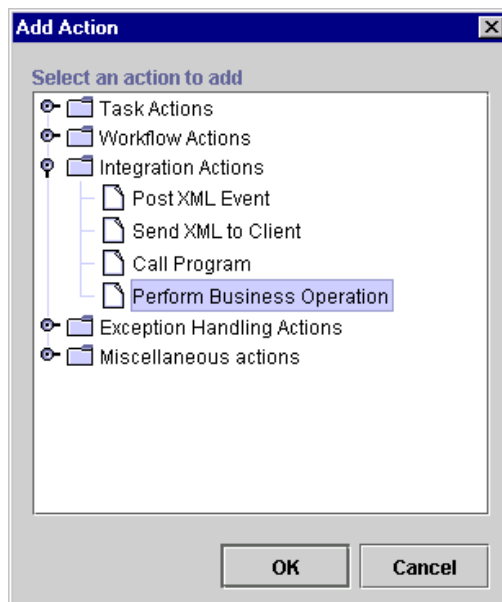 Add Action
Select an action to add
Task Actions
Workflow Actions
Integration Actions
Post XML Event
Send XML to Client
Call Program
Perform Business Operation
Exception Handling Actions
Miscellaneous actions
OK
Cancel